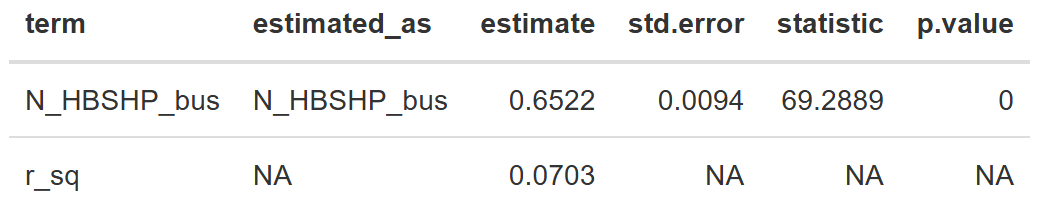 term estimated_as estimate std.error statistic p.value
N_HBSHP_bus N_HBSHP_bus 0.6522 0.0094 69.2889 0
r_sq NA 0.0703 NA NA NA